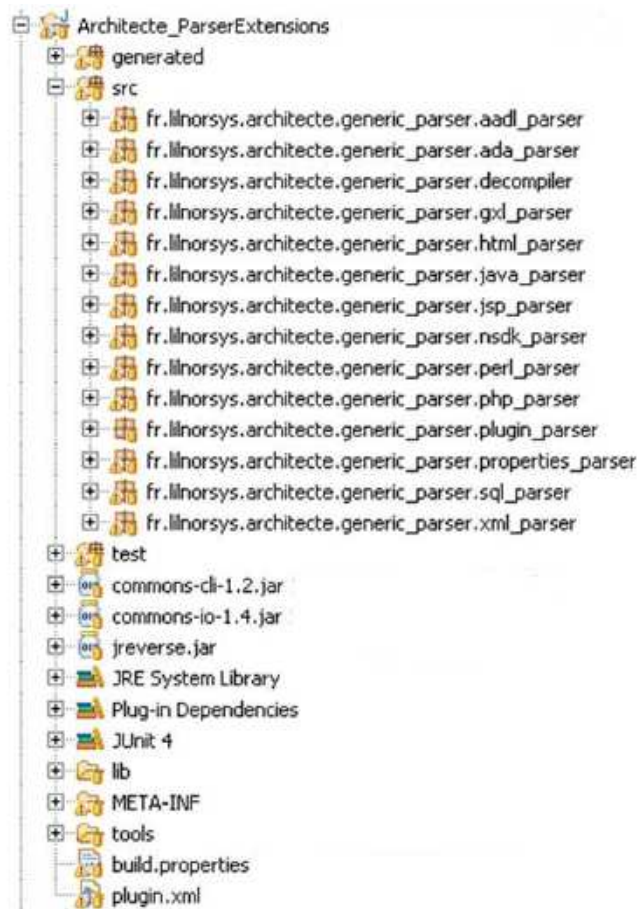 Architecte_ParserExtensions
generated
src
fr.lilnorsys.architecte.generic_parser.aadl_parser
fr.lilnorsys.architecte.generic_parser.ada_parser
fr.lilnorsys.architecte.generic_parser.decompiler
fr.lilnorsys.architecte.generic_parser.gxl_parser
fr.lilnorsys.architecte.generic_parser.html_parser
fr.lilnorsys.architecte.generic_parser.java_parser
fr.lilnorsys.architecte.generic_parser.jsp_parser
fr.lilnorsys.architecte.generic_parser.nsdk_parser
fr.lilnorsys.architecte.generic_parser.perl_parser
fr.lilnorsys.architecte.generic_parser.php_parser
fr.lilnorsys.architecte.generic_parser.plugin_parser
fr.lilnorsys.architecte.generic_parser.properties_parser
fr.lilnorsys.architecte.generic_parser.sql_parser
fr.lilnorsys.architecte.generic_parser.xml_parser
test
commons-cli-1.2.jar
commons-io-1.4.jar
jreverse.jar
JRE System Library
Plug-in Dependencies
JUnit 4
lib
META-INF
tools
build.properties
plugin.xml